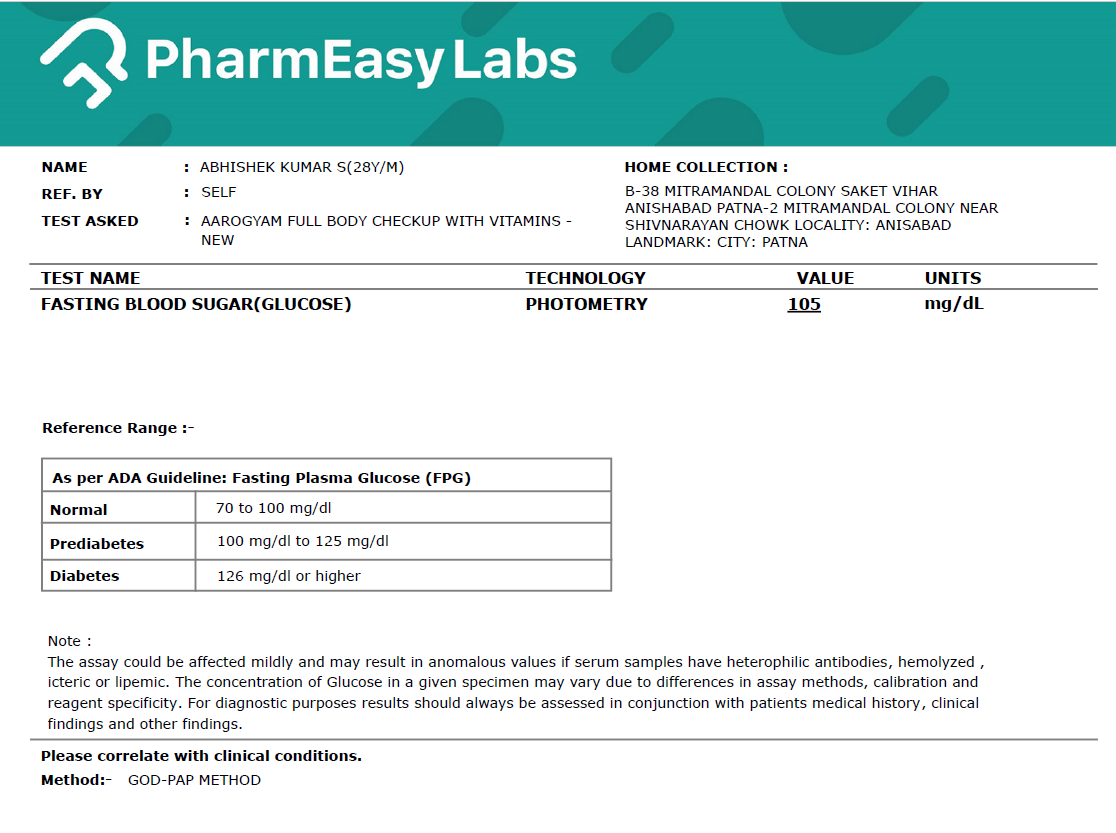 PharmEasy Labs
NAME : ABHISHEK KUMAR S(28Y/M)
REF. BY : SELF
TEST ASKED : AAROGYAM FULL BODY CHECKUP WITH VITAMINS -
NEW
HOME COLLECTION :
B-38 MITRAMANDAL COLONY SAKET VIHAR
ANISHABAD PATNA-2 MITRAMANDAL COLONY NEAR
SHIVNARAYAN CHOWK LOCALITY: ANISABAD
LANDMARK: CITY: PATNA
TEST NAME TECHNOLOGY VALUE UNITS
FASTING BLOOD SUGAR(GLUCOSE) PHOTOMETRY 105 mg/dL
Reference Range :-
As per ADA Guideline: Fasting Plasma Glucose (FPG)
Normal 70 to 100 mg/dl
Prediabetes 100 mg/dl to 125 mg/dl
Diabetes 126 mg/dl or higher
Note :
The assay could be affected mildly and may result in anomalous values if serum samples have heterophilic antibodies, hemolyzed ,
icteric or lipemic. The concentration of Glucose in a given specimen may vary due to differences in assay methods, calibration and
reagent specificity. For diagnostic purposes results should always be assessed in conjunction with patients medical history, clinical
findings and other findings.
Please correlate with clinical conditions.
Method:- GOD-PAP METHOD